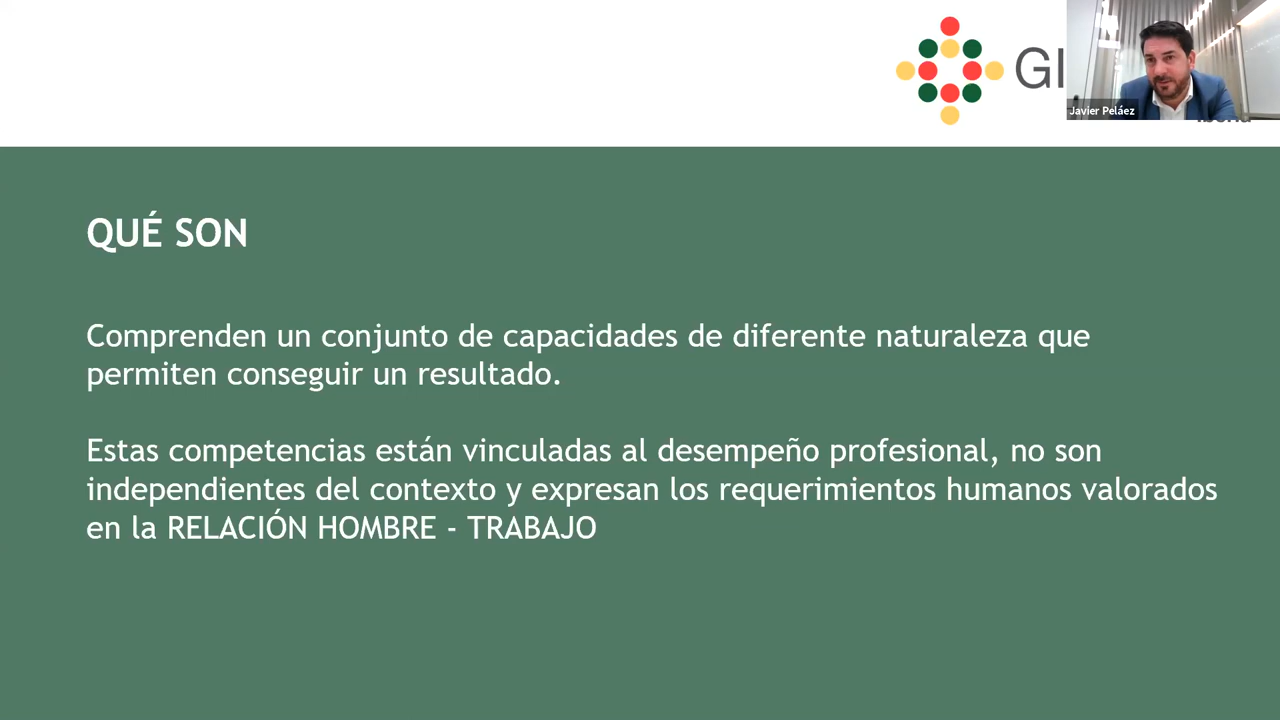 GI
Javier Peláez
QUÉ SON
Comprenden un conjunto de capacidades de diferente naturaleza que
permiten conseguir un resultado.
Estas competencias están vinculadas al desempeño profesional, no son
independientes del contexto y expresan los requerimientos humanos valorados
en la RELACIÓN HOMBRE - TRABAJO